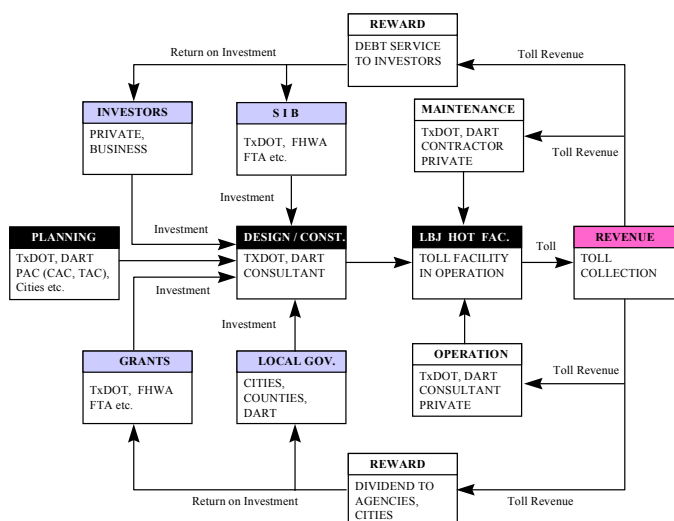 REWARD
DEBT SERVICE
TO INVESTORS
Return on Investment
Toll Revenue
INVESTORS
PRIVATE,
BUSINESS
S I B
TxDOT, FHWA
FTA etc.
MAINTENANCE
TxDOT, DART
CONTRACTOR
PRIVATE
Toll Revenue
Investment
Investment
PLANNING
TxDOT, DART
PAC (CAC, TAC),
Cities etc.
DESIGN / CONST.
TXDOT, DART
CONSULTANT
LBJ HOT FAC.
TOLL FACILITY
IN OPERATION
Toll
REVENUE
TOLL
COLLECTION
Investment
Investment
GRANTS
TxDOT, FHWA
FTA etc.
LOCAL GOV.
CITIES,
COUNTIES,
DART
OPERATION
TxDOT, DART
CONSULTANT
PRIVATE
Toll Revenue
REWARD
DIVIDEND TO
AGENCIES,
CITIES
Return on Investment
Toll Revenue